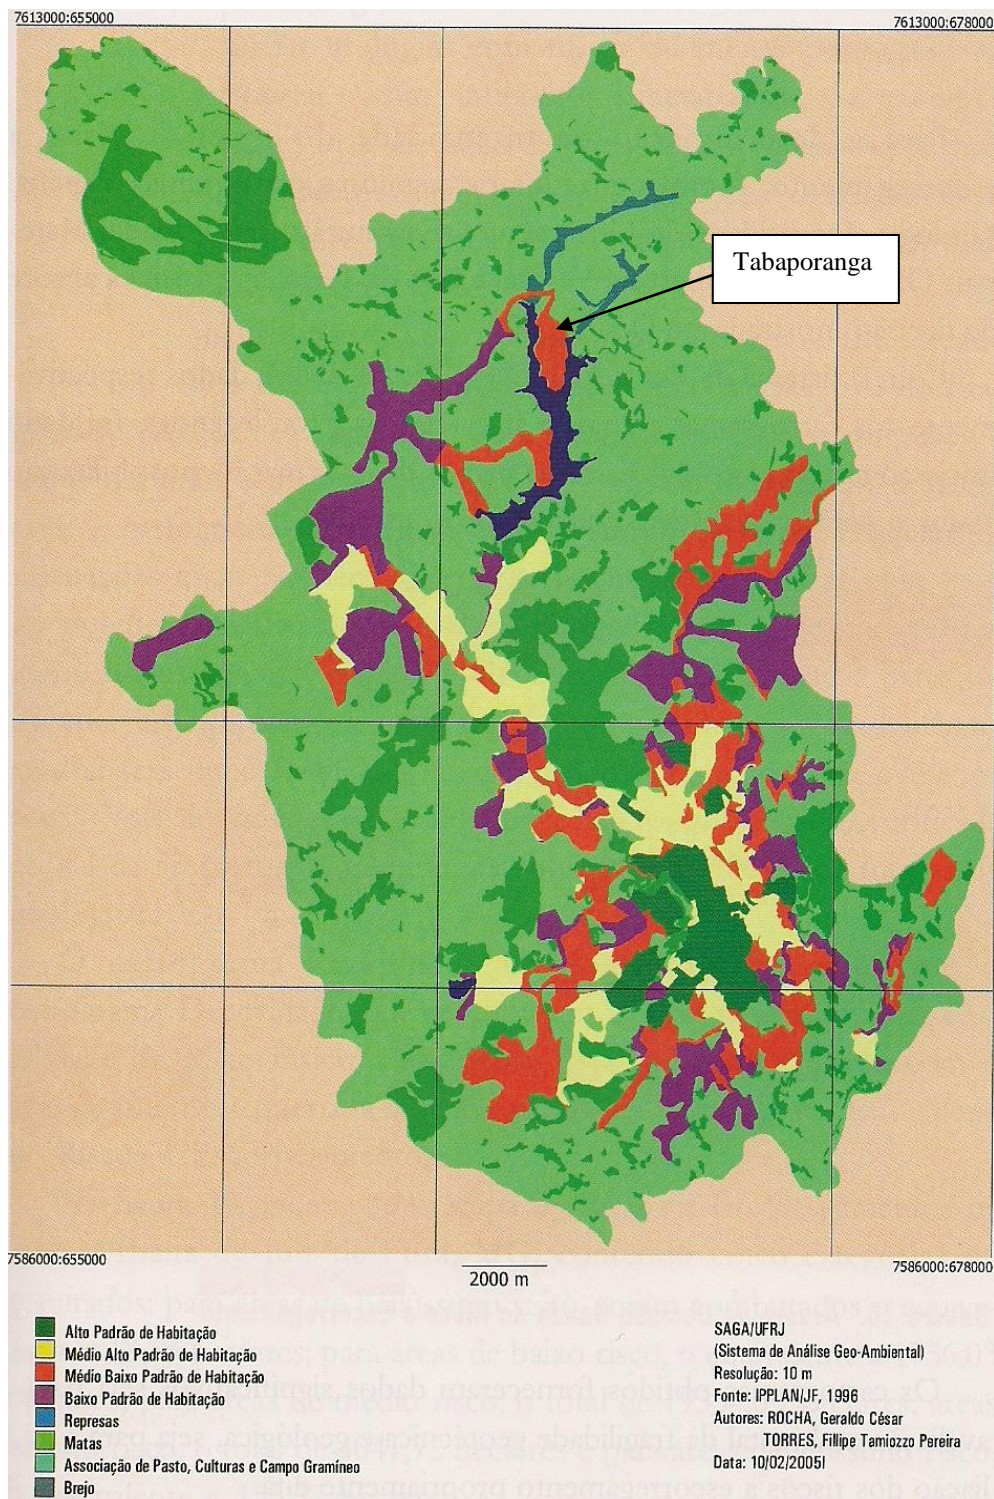 7613000:655000
7613000:678000
Tabaporanga
7586000:655000
7586000:678000
2000 m
Alto Padrão de Habitação
Médio Alto Padrão de Habitação
Médio Baixo Padrão de Habitação
Baixo Padrão de Habitação
Represas
Matas
Associação de Pasto, Culturas e Campo Gramíneo
Brejo
SAGA/UFRJ
(Sistema de Análise Geo-Ambiental)
Resolução: 10 m
Fonte: IPPLAN/JF, 1996
Autores: ROCHA, Geraldo César
TORRES, Fillipe Tamiozzo Pereira
Data: 10/02/2005I